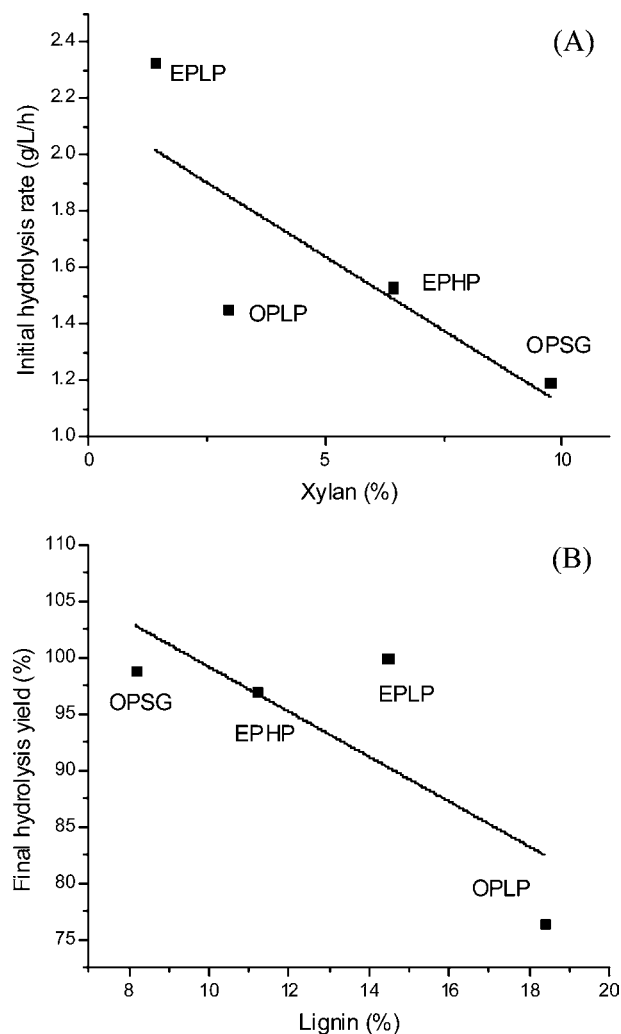 (A)
2.4
2.2
2.0
1.8
1.6
1.4
1.2
1.0
Initial hydrolysis rate (g/L/h)
EPLP
OPLP
EPHP
OPSG
0
5
10
Xylan (%)
(B)
110
105
100
95
90
85
80
75
Final hydrolysis yield (%)
OPSG
EPHP
EPLP
OPLP
8
10
12
14
16
18
20
Lignin (%)